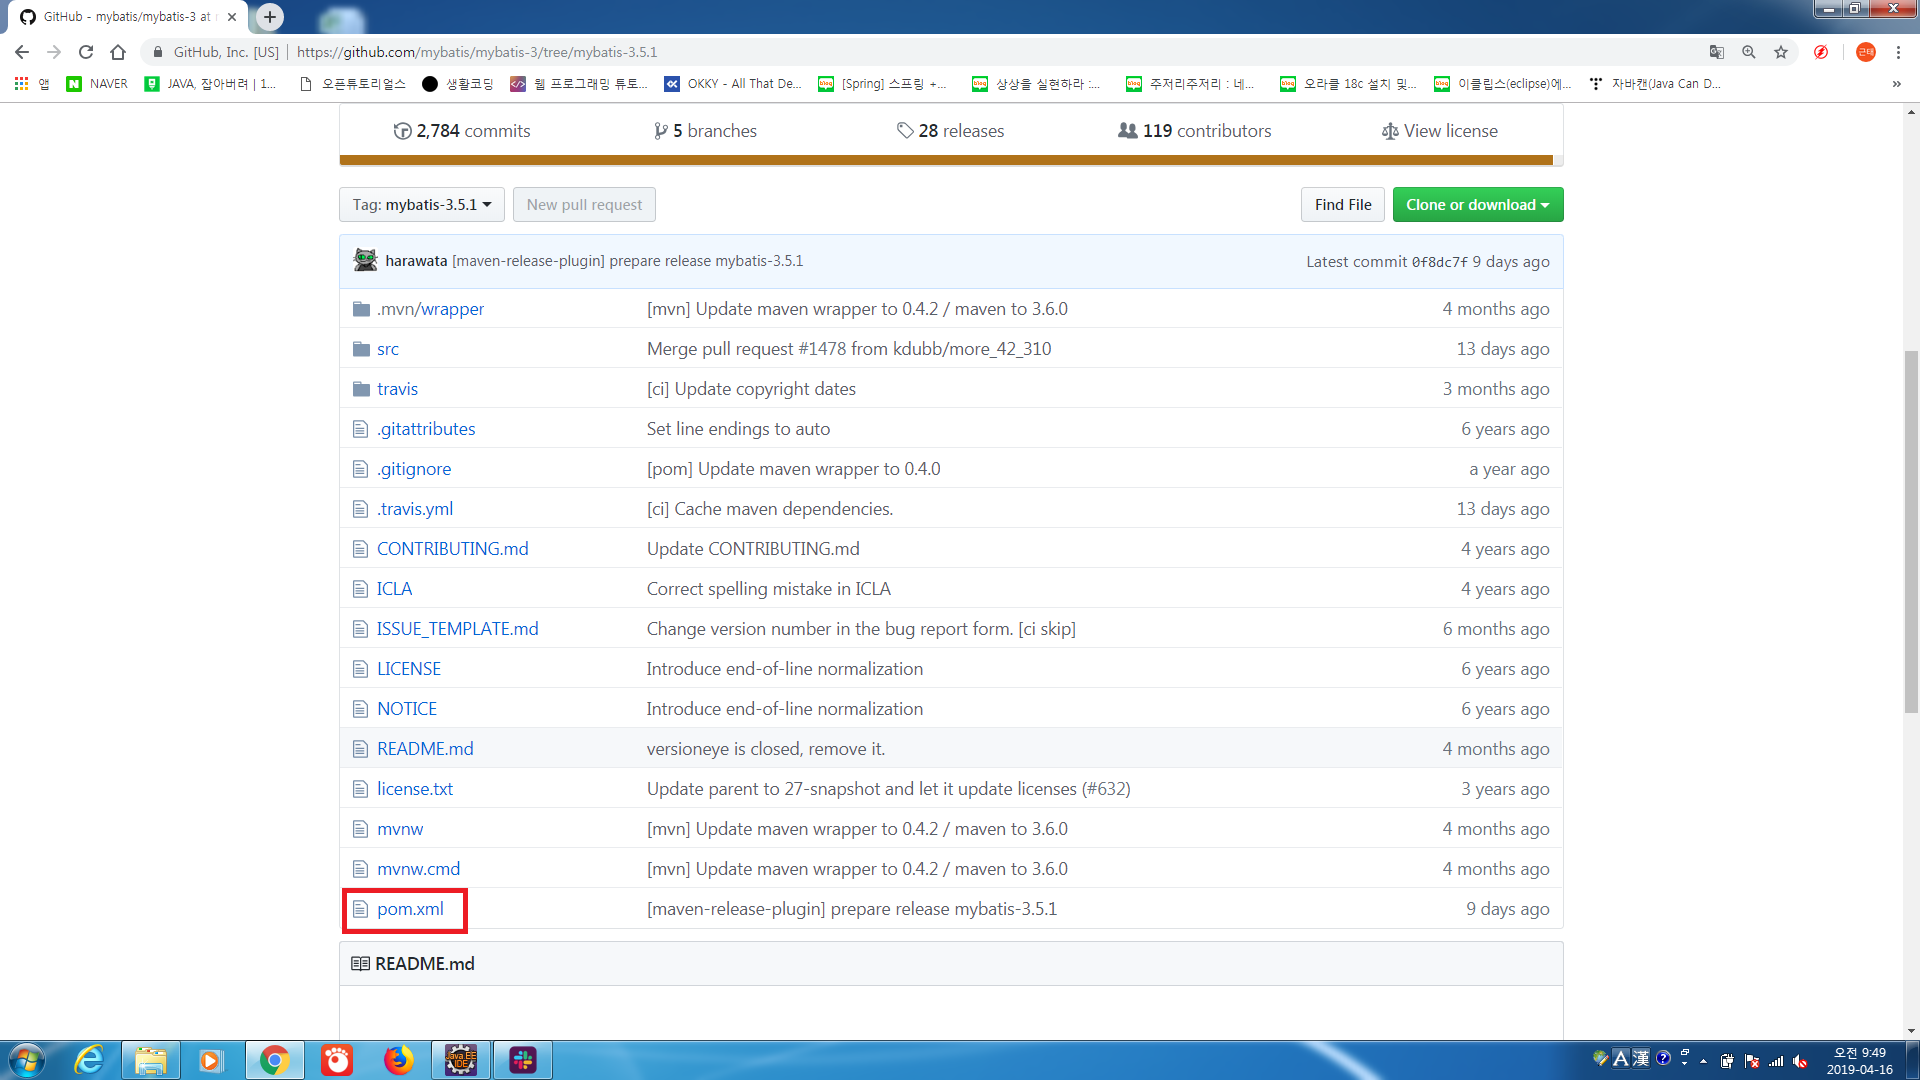 GitHub - mybatis/mybatis-3 at
GitHub, Inc. [US] | https://github.com/mybatis/mybatis-3/tree/mybatis-3.5.1
근태
앱 NAVER JAVA, 잡아버려 | 1... 오픈튜토리얼스 생활코딩 웹 프로그래밍 튜토... OKKY - All That De... [Spring] 스프링 +... 상상을 실현하라 :... 주저리주저리 : 네... 오라클 18c 설치 및... 이클립스(eclipse)에... 자바캔(Java Can D... »
2,784 commits 5 branches 28 releases 119 contributors View license
Tag: mybatis-3.5.1 New pull request Find File Clone or download
harawata [maven-release-plugin] prepare release mybatis-3.5.1 Latest commit 0f8dc7f 9 days ago
.mvn/wrapper [mvn] Update maven wrapper to 0.4.2 / maven to 3.6.0 4 months ago
src Merge pull request #1478 from kdubb/more_42_310 13 days ago
travis [ci] Update copyright dates 3 months ago
.gitattributes Set line endings to auto 6 years ago
.gitignore [pom] Update maven wrapper to 0.4.0 a year ago
.travis.yml [ci] Cache maven dependencies. 13 days ago
CONTRIBUTING.md Update CONTRIBUTING.md 4 years ago
ICLA Correct spelling mistake in ICLA 4 years ago
ISSUE_TEMPLATE.md Change version number in the bug report form. [ci skip] 6 months ago
LICENSE Introduce end-of-line normalization 6 years ago
NOTICE Introduce end-of-line normalization 6 years ago
README.md versioneye is closed, remove it. 4 months ago
license.txt Update parent to 27-snapshot and let it update licenses (#632) 3 years ago
mvnw [mvn] Update maven wrapper to 0.4.2 / maven to 3.6.0 4 months ago
mvnw.cmd [mvn] Update maven wrapper to 0.4.2 / maven to 3.6.0 4 months ago
pom.xml [maven-release-plugin] prepare release mybatis-3.5.1 9 days ago
README.md
Java EE
IDE
A 漢 ?
오전 9:49
2019-04-16